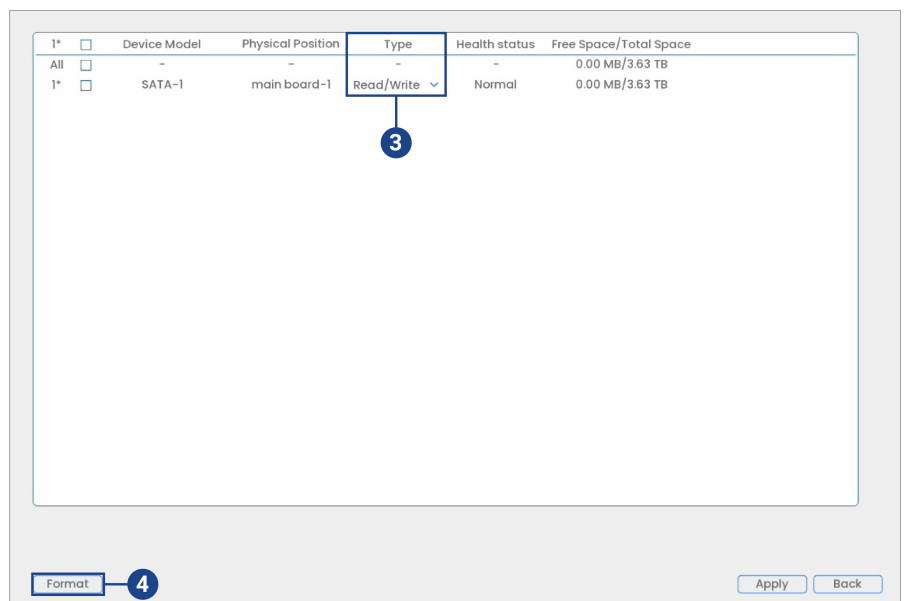 1* Device Model Physical Position Type Health status Free Space/Total Space
All - - - - 0.00 MB/3.63 TB
1* SATA-1 main board-1 Read/Write Normal 0.00 MB/3.63 TB
3
Format 4 Apply Back